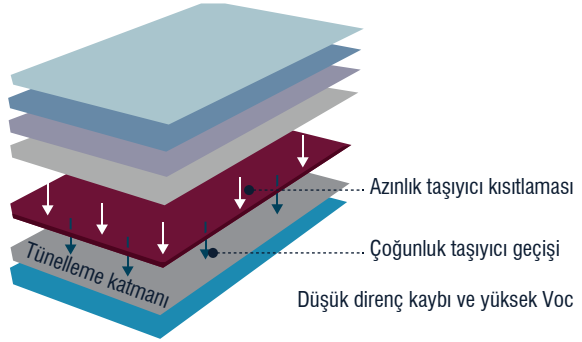 Azınlık taşıyıcı kısıtlaması
Çoğunluk taşıyıcı geçişi
Tünelleme katmanı
Düşük direnç kaybı ve yüksek Voc